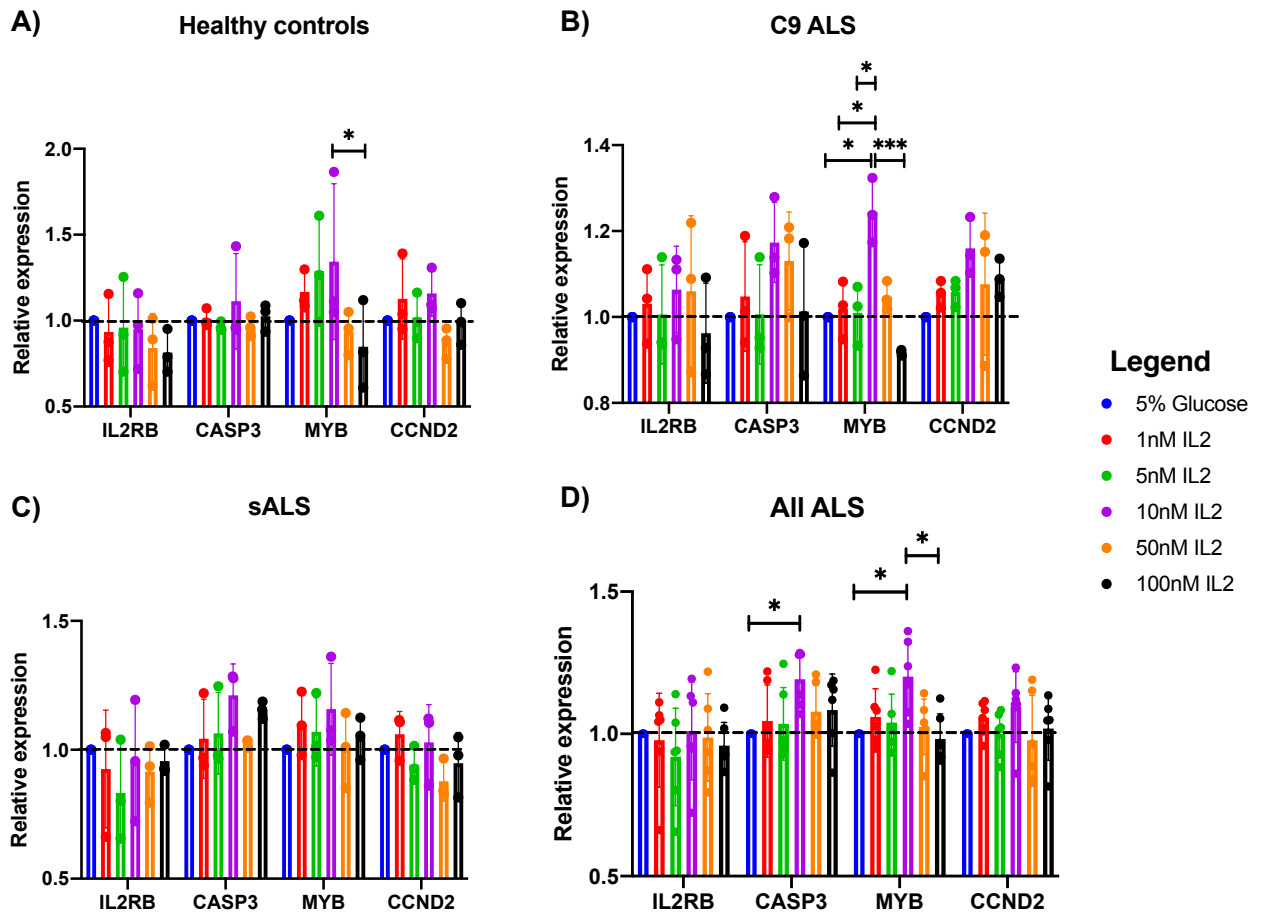 A)
Healthy controls
Relative expression
2.0
1.5
1.0
0.5
*
IL2RB CASP3 MYB CCND2
B)
C9 ALS
Relative expression
1.4
1.2
1.0
0.8
*
*
* ***
IL2RB CASP3 MYB CCND2
Legend
5% Glucose
1nM IL2
5nM IL2
10nM IL2
50nM IL2
100nM IL2
C)
sALS
Relative expression
1.5
1.0
0.5
IL2RB CASP3 MYB CCND2
D)
All ALS
Relative expression
1.5
1.0
0.5
*
*
*
IL2RB CASP3 MYB CCND2